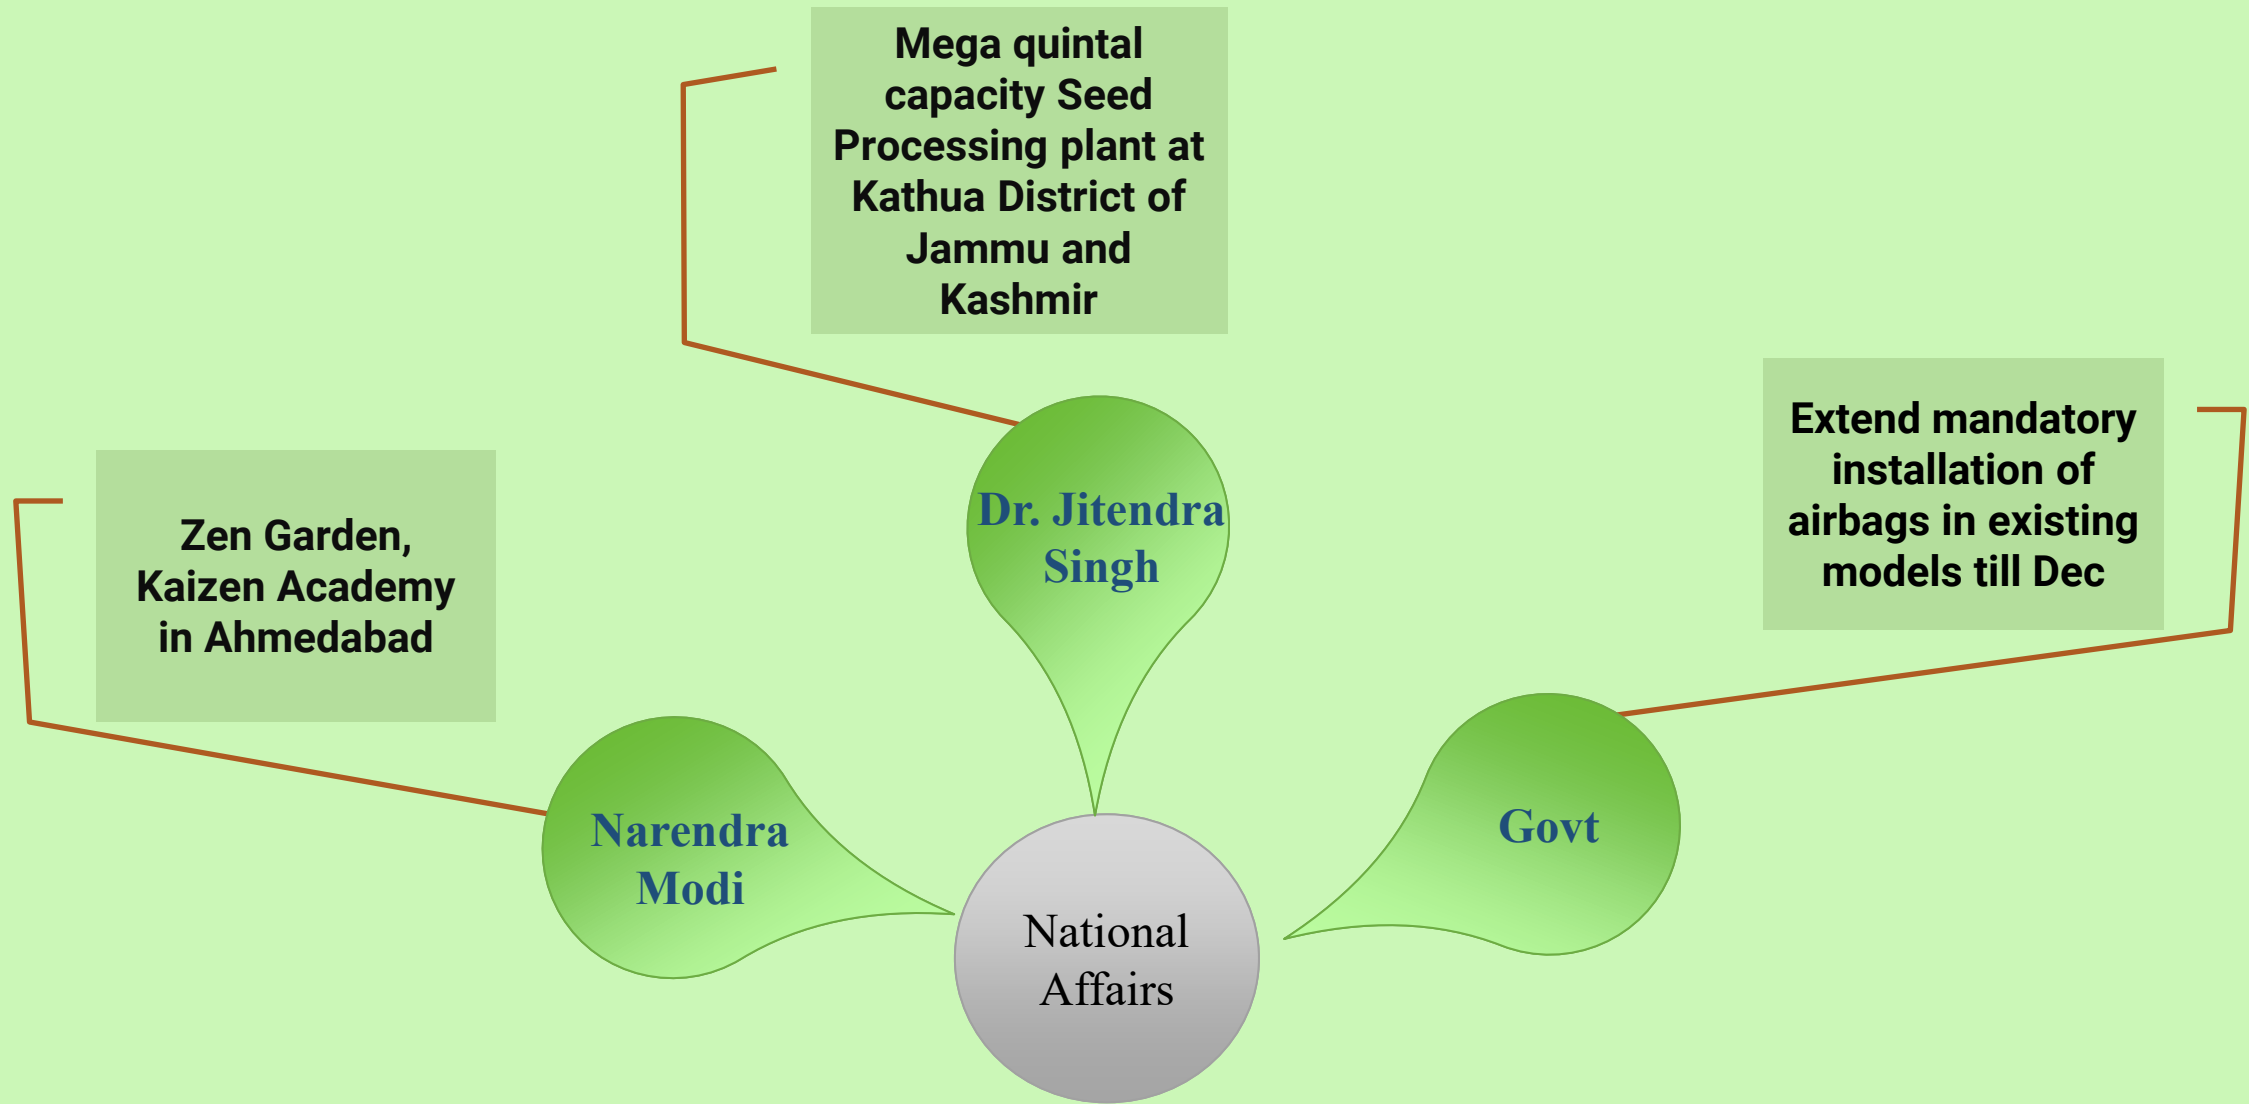 Mega quintal
capacity Seed
Processing plant at
Kathua District of
Jammu and
Kashmir
Extend mandatory
installation of
airbags in existing
models till Dec
Zen Garden,
Kaizen Academy
in Ahmedabad
Dr. Jitendra
Singh
Narendra
Modi
Govt
National
Affairs